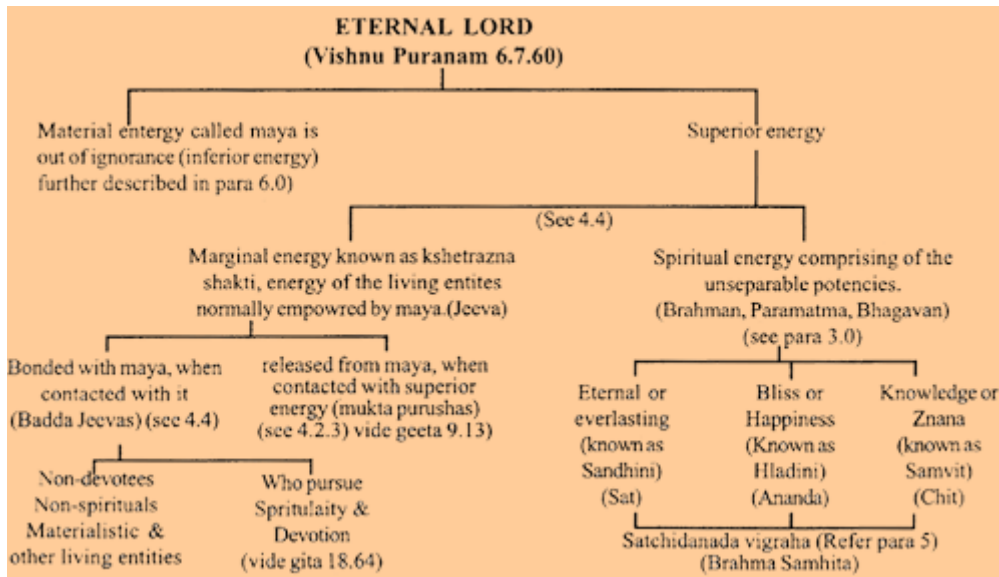 ETERNAL LORD
(Vishnu Puranam 6.7.60)
Material entergy called maya is
out of ignorance (inferior energy)
further described in para 6.0)
Superior energy
(See 4.4)
Marginal energy known as kshetrazna
shakti, energy of the living entites
normally empowred by maya.(Jeeva)
Spiritual energy comprising of the
unseparable potencies.
(Brahman, Paramatma, Bhagavan)
(see para 3.0)
Bonded with maya, when
contacted with it
(Badda Jeevas) (see 4.4)
released from maya, when
contacted with superior
energy (mukta purushas)
(see 4.2.3) vide geeta 9.13)
Eternal or
everlasting
(known as
Sandhini)
(Sat)
Bliss or
Happiness
(Known as
Hladini)
(Ananda)
Knowledge or
Znana
(known as
Samvit)
(Chit)
Non-devotees
Non-spirituals
Materialistic &
other living entities
Who pursue
Spritulaity &
Devotion
(vide gita 18.64)
Satchidanada vigraha (Refer para 5)
(Brahma Samhita)